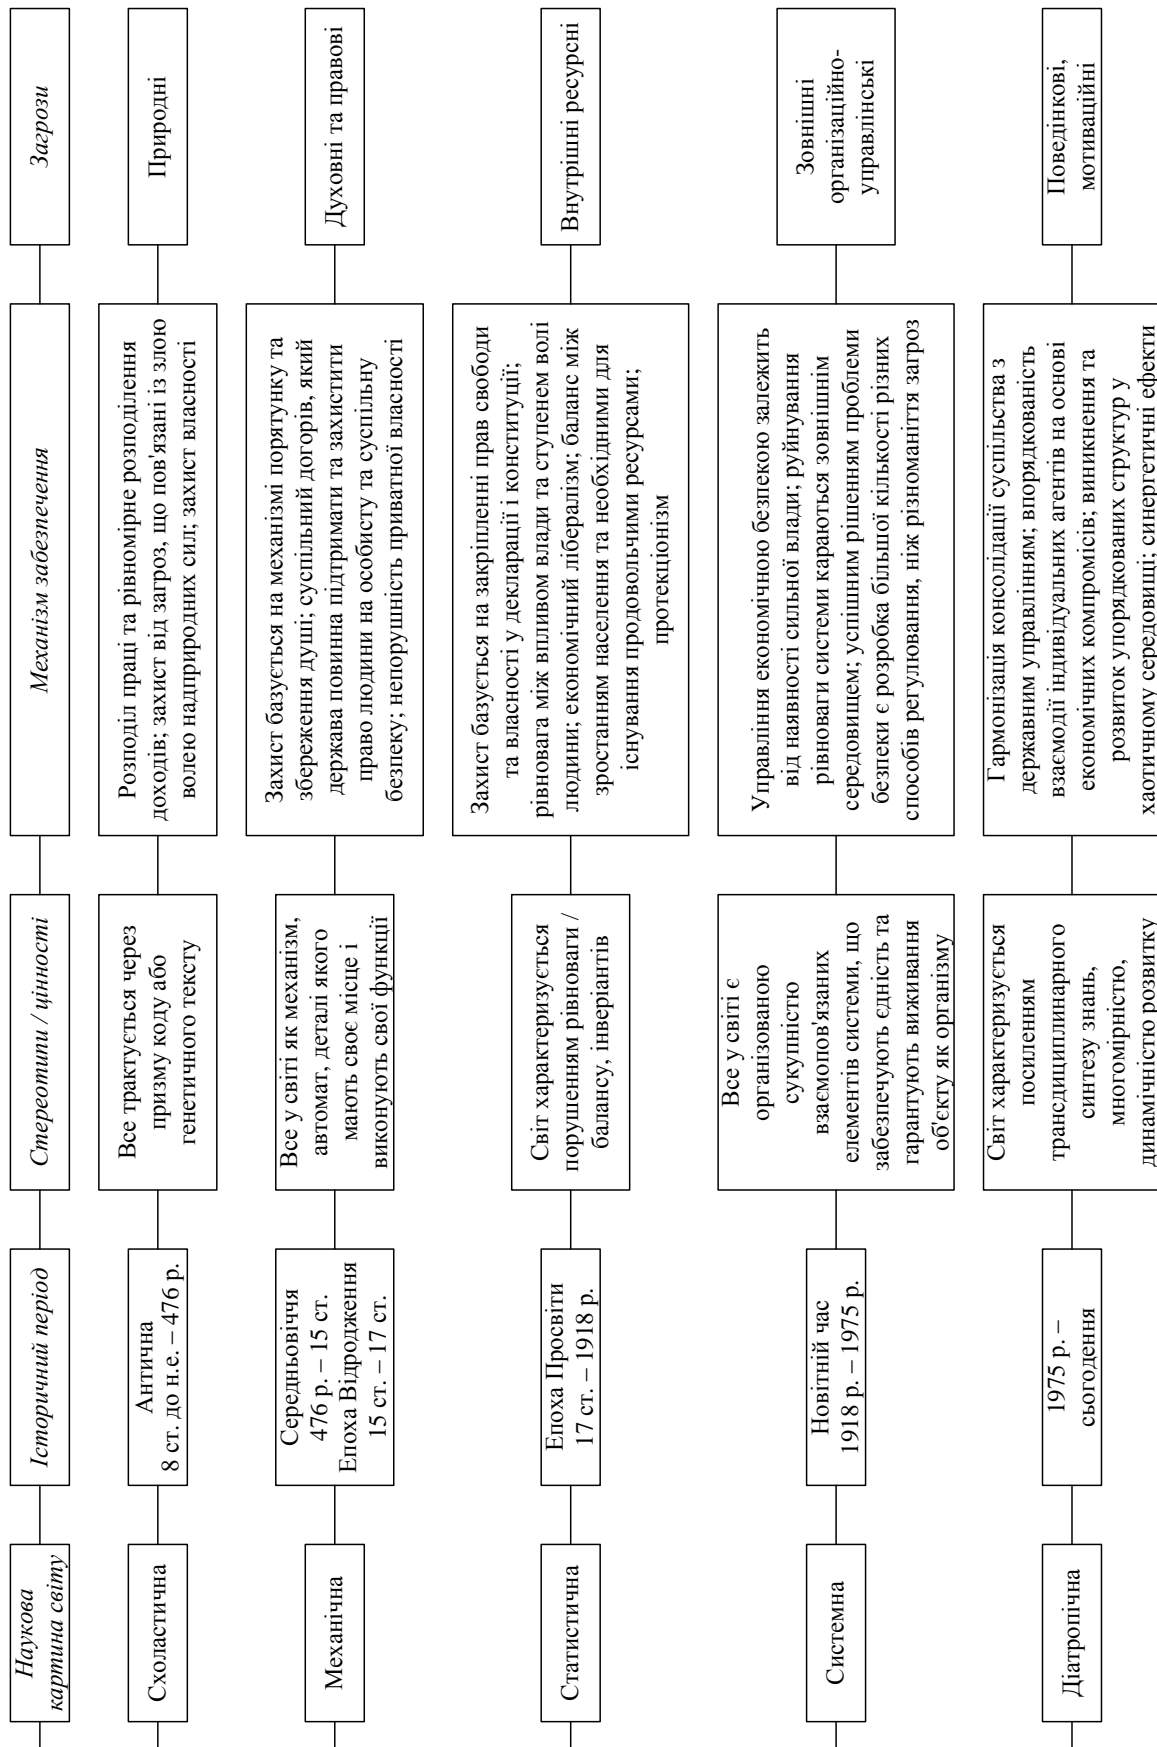 Наукова
картина світу
Історичний період
Стереотипи / цінності
Механізм забезпечення
Загрози
Схоластична
Антична
8 ст. до н.е. – 476 р.
Все трактується через
призму коду або
генетичного тексту
Розподіл праці та рівномірне розподілення
доходів; захист від загроз, що пов'язані із злою
волею надприродних сил; захист власності
Природні
Механічна
Середньовіччя
476 р. – 15 ст.
Епоха Відродження
15 ст. – 17 ст.
Все у світі як механізм,
автомат, деталі якого
мають своє місце і
виконують свої функції
Захист базується на механізмі порятунку та
збереження душі; суспільний догорів, який
держава повинна підтримати та захистити
право людини на особисту та суспільну
безпеку; непорушність приватної власності
Духовні та правові
Статистична
Епоха Просвіти
17 ст. – 1918 р.
Світ характеризується
порушенням рівноваги /
балансу, інверіантів
Захист базується на закріпленні прав свободи
та власності у декларації і конституції;
рівновага між впливом влади та ступенем волі
людини; економічний лібералізм; баланс між
зростаням населення та необхідними для
існування продовольчими ресурсами;
протекціонізм
Внутрішні ресурсні
Системна
Новітній час
1918 р. – 1975 р.
Все у світі є
організованою
сукупністю
взаємопов'язаних
елементів системи, що
забезпечують єдність та
гарантують виживання
об'єкту як організму
Управління економічною безпекою залежить
від наявності сильної влади; руйнування
рівноваги системи караються зовнішнім
середовищем; успішним рішенням проблеми
безпеки є розробка більшої кількості різних
способів регулювання, ніж різноманіття загроз
Зовнішні
організаційно-
управлінські
Діатропічна
1975 р. –
сьогодення
Світ характеризується
посиленням
трансдициплинарного
синтезу знань,
многомірністю,
динамічністю розвитку
Гармонізація консолідації суспільства з
державним управлінням; впорядкованість
взаємодії індивідуальних агентів на основі
економічних компромісів; виникнення та
розвиток упорядкованих структур у
хаотичному середовищі; синергетичні ефекти
Поведінкові,
мотиваційні